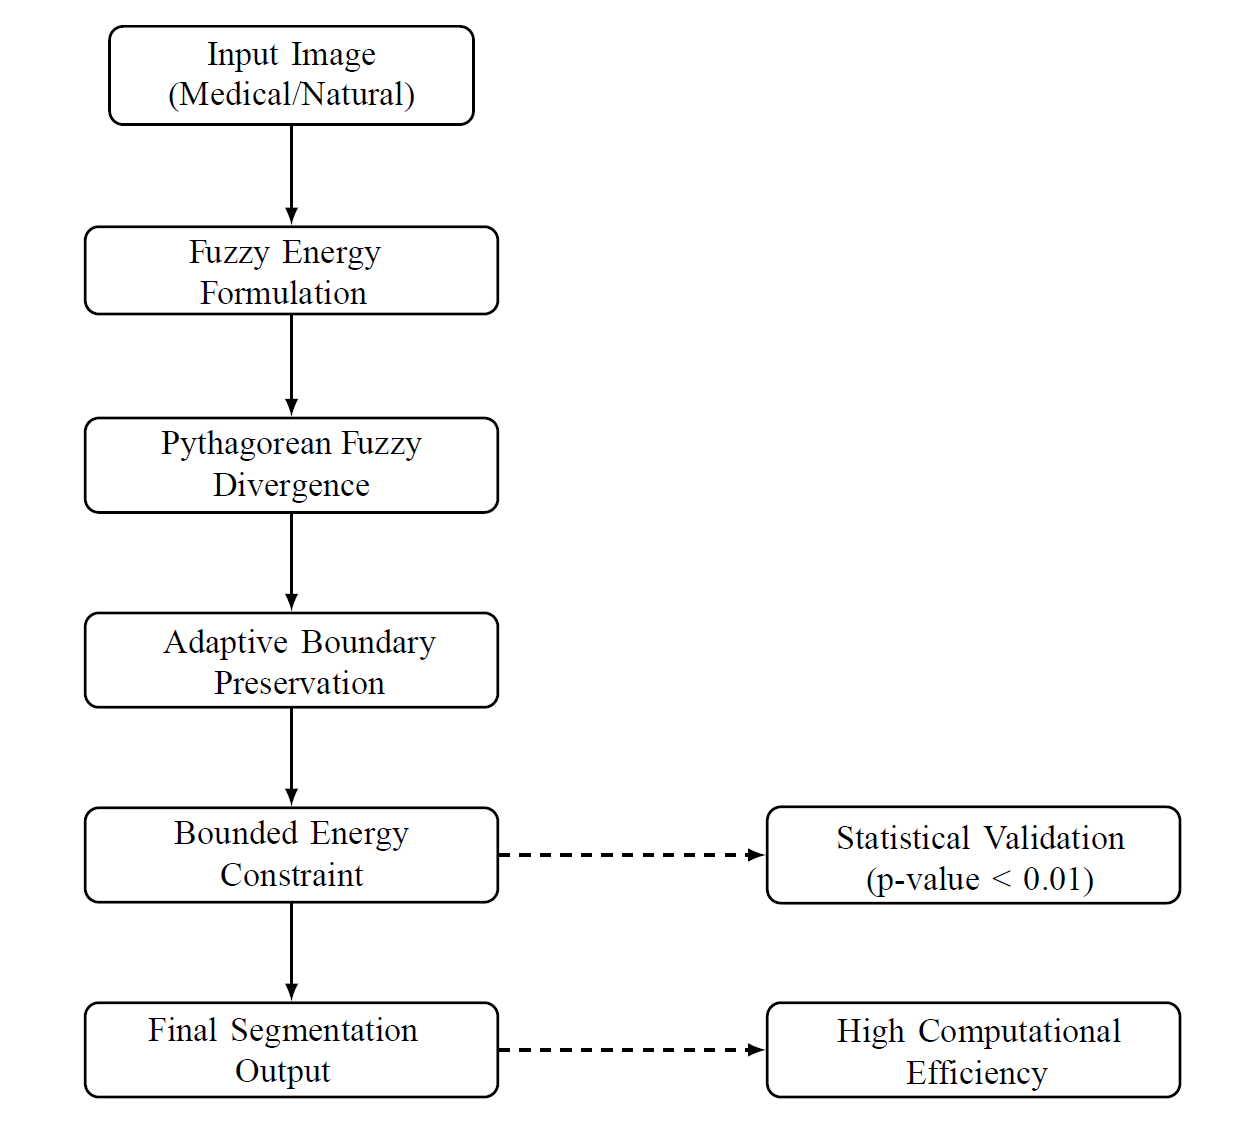 Input Image
(Medical/Natural)
Fuzzy Energy
Formulation
Pythagorean Fuzzy
Divergence
Adaptive Boundary
Preservation
Bounded Energy
Constraint
Statistical Validation
(p-value < 0.01)
Final Segmentation
Output
High Computational
Efficiency